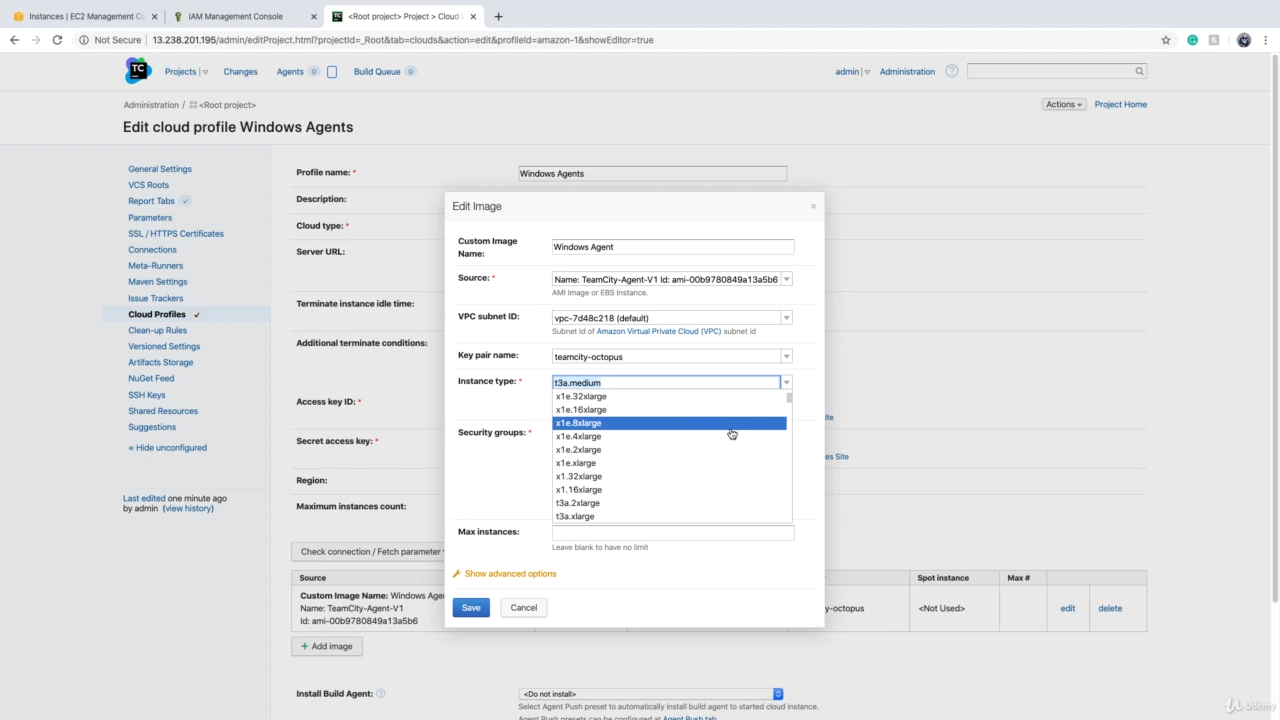 Instances | EC2 Management Co
IAM Management Console
<Root project> Project > Cloud
Not Secure 13.238.201.195/admin/editProject.html?projectId=_Root&tab=clouds&action=edit&profileId=amazon-1&showEditor=true
TC
Projects
Changes
Agents 0
Build Queue 0
admin
Administration
Administration / <Root project>
Actions
Project Home
Edit cloud profile Windows Agents
General Settings
VCS Roots
Report Tabs
Parameters
SSL / HTTPS Certificates
Connections
Meta-Runners
Maven Settings
Issue Trackers
Cloud Profiles
Clean-up Rules
Versioned Settings
Artifacts Storage
NuGet Feed
SSH Keys
Shared Resources
Suggestions
« Hide unconfigured
Last edited one minute ago
by admin (view history)
Profile name: *
Windows Agents
Description:
Cloud type: *
Server URL:
Terminate instance idle time:
Additional terminate conditions:
Access key ID: *
Secret access key: *
Region:
Maximum instances count:
ite
es Site
Edit Image
×
Custom Image
Name:
Windows Agent
Source: *
Name: TeamCity-Agent-V1 Id: ami-00b9780849a13a5b6
AMI Image or EBS Instance.
VPC subnet ID:
vpc-7d48c218 (default)
Subnet Id of Amazon Virtual Private Cloud (VPC) subnet id
Key pair name:
teamcity-octopus
Instance type: *
t3a.medium
x1e.32xlarge
x1e.16xlarge
x1e.8xlarge
x1e.4xlarge
x1e.2xlarge
x1e.xlarge
x1.32xlarge
x1.16xlarge
t3a.2xlarge
t3a.xlarge
Security groups: *
Max instances:
Leave blank to have no limit
Show advanced options
Save
Cancel
Check connection / Fetch parameter
Source
Spot instance
Max #
Custom Image Name: Windows Age
Name: TeamCity-Agent-V1
Id: ami-00b9780849a13a5b6
y-octopus
<Not Used>
edit
delete
+ Add image
Install Build Agent:
<Do not install>
Select Agent Push preset to automatically install build agent to started cloud instance.
Agent Push presets can be configured at Agent Push tab
Udemy